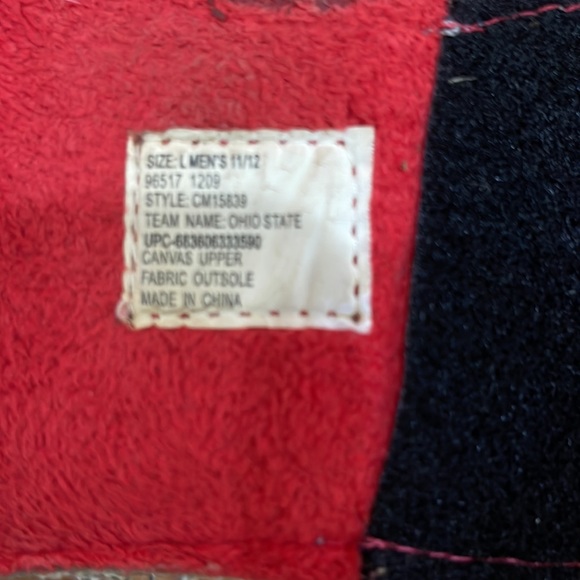 SIZE: L MEN'S 11/12
96517 1209
STYLE: CM15839
TEAM NAME: OHIO STATE
UPC-683606333590
CANVAS UPPER
FABRIC OUTSOLE
MADE IN CHINA